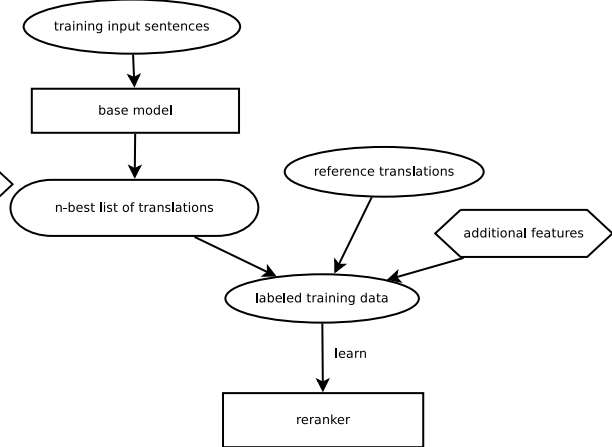 training input sentences
base model
reference translations
n-best list of translations
additional features
labeled training data
learn
reranker